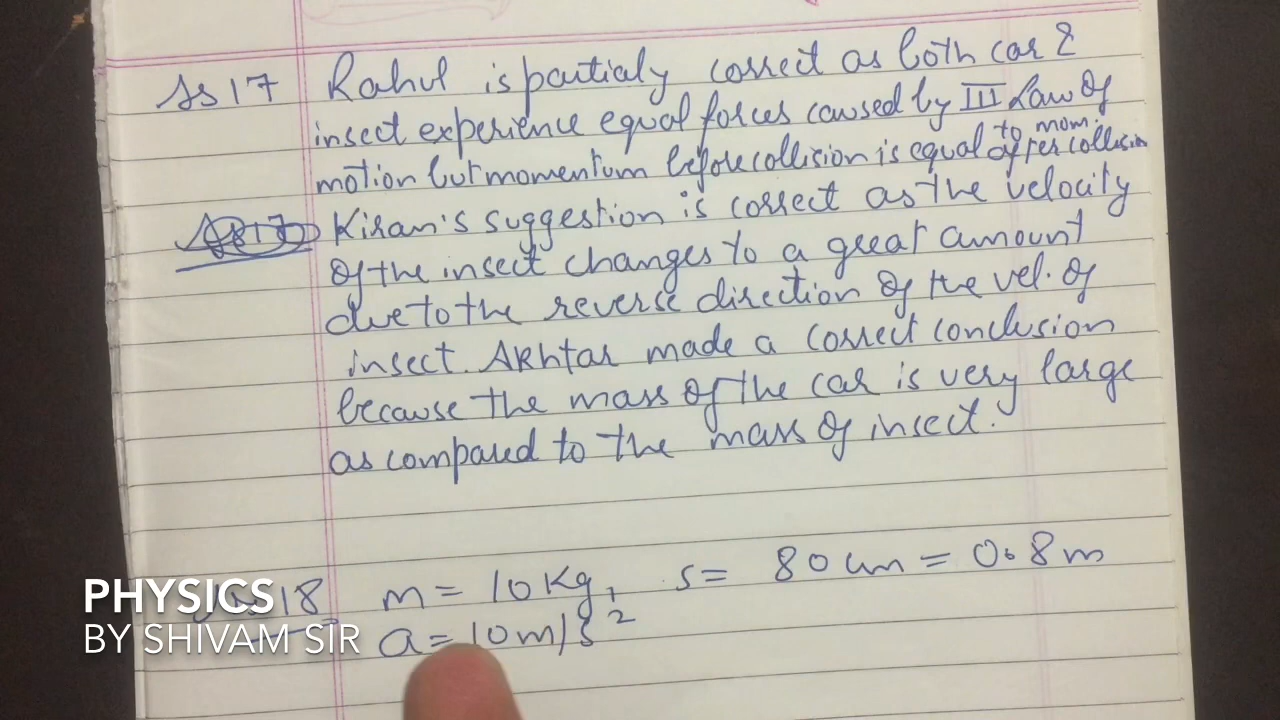 Ans 17 Rahul is partialy correct as both car &
insect experience equal forces caused by III Law of
motion but momentum before collision is equal to mom. after collision
Kiran's suggestion is correct as the velocity
of the insect changes to a great amount
due to the reverse direction of the vel. of
insect. Akhtar made a correct conclusion
because the mass of the car is very large
as compared to the mass of insect.
Ans 18 m = 10 Kg, s = 80 cm = 0.8 m
a = 10 m/s²
PHYSICS
BY SHIVAM SIR